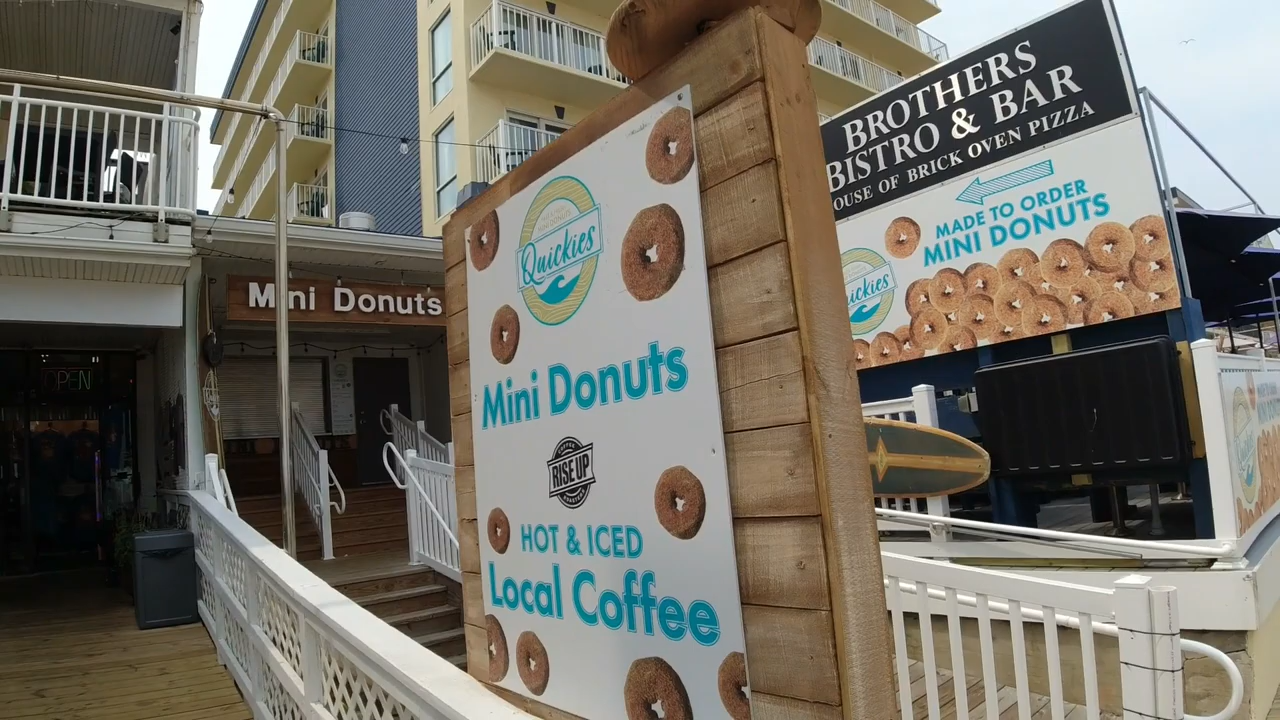 OPEN
Mini Donuts
Quickies
Mini Donuts
RISE UP
HOT & ICED
Local Coffee
BROTHERS
BISTRO & BAR
OUSE OF BRICK OVEN PIZZA
MADE TO ORDER
MINI DONUTS
uickies